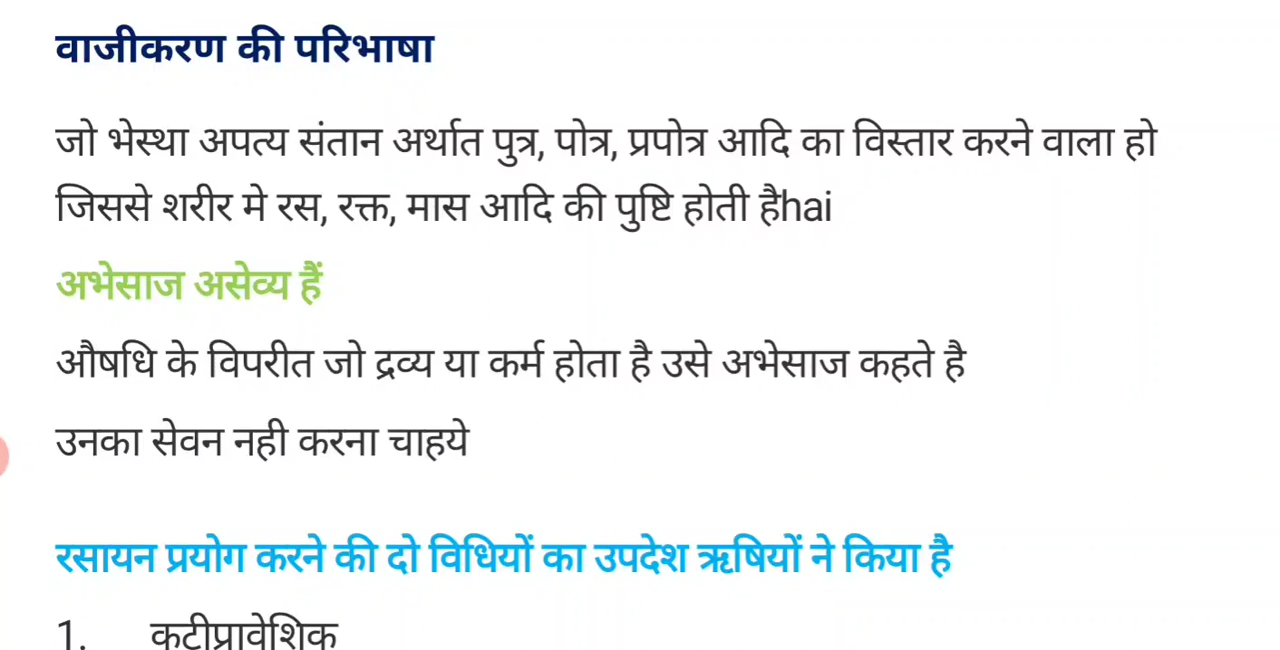 वाजीकरण की परिभाषा
जो भेस्था अपत्य संतान अर्थात पुत्र, पोत्र, प्रपोत्र आदि का विस्तार करने वाला हो
जिससे शरीर मे रस, रक्त, मास आदि की पुष्टि होती हैhai
अभेसाज असेव्य हैं
औषधि के विपरीत जो द्रव्य या कर्म होता है उसे अभेसाज कहते है
उनका सेवन नही करना चाहये
रसायन प्रयोग करने की दो विधियों का उपदेश ऋषियों ने किया है
1. कटीप्रावेशिक